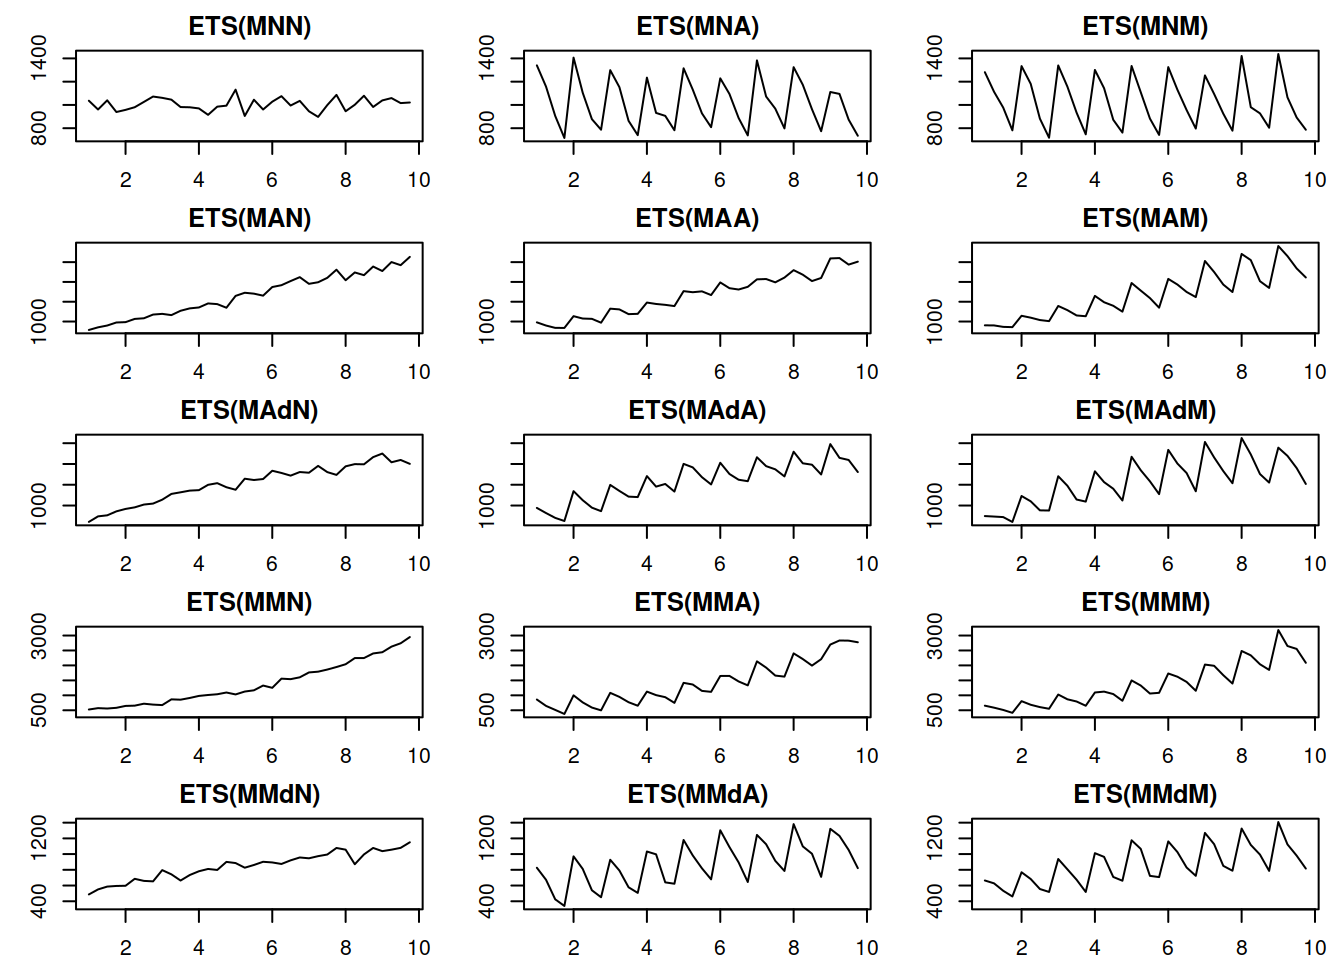 ETS(MNN) ETS(MNA) ETS(MNM)
1400 1400 1400
800 800 800
2 4 6 8 10 2 4 6 8 10 2 4 6 8 10
ETS(MAN) ETS(MAA) ETS(MAM)
1000 1000 1000
2 4 6 8 10 2 4 6 8 10 2 4 6 8 10
ETS(MAdN) ETS(MAdA) ETS(MAdM)
1000 1000 1000
2 4 6 8 10 2 4 6 8 10 2 4 6 8 10
ETS(MMN) ETS(MMA) ETS(MMM)
3000 3000 3000
500 500 500
2 4 6 8 10 2 4 6 8 10 2 4 6 8 10
ETS(MMdN) ETS(MMdA) ETS(MMdM)
1200 1200 1200
400 400 400
2 4 6 8 10 2 4 6 8 10 2 4 6 8 10